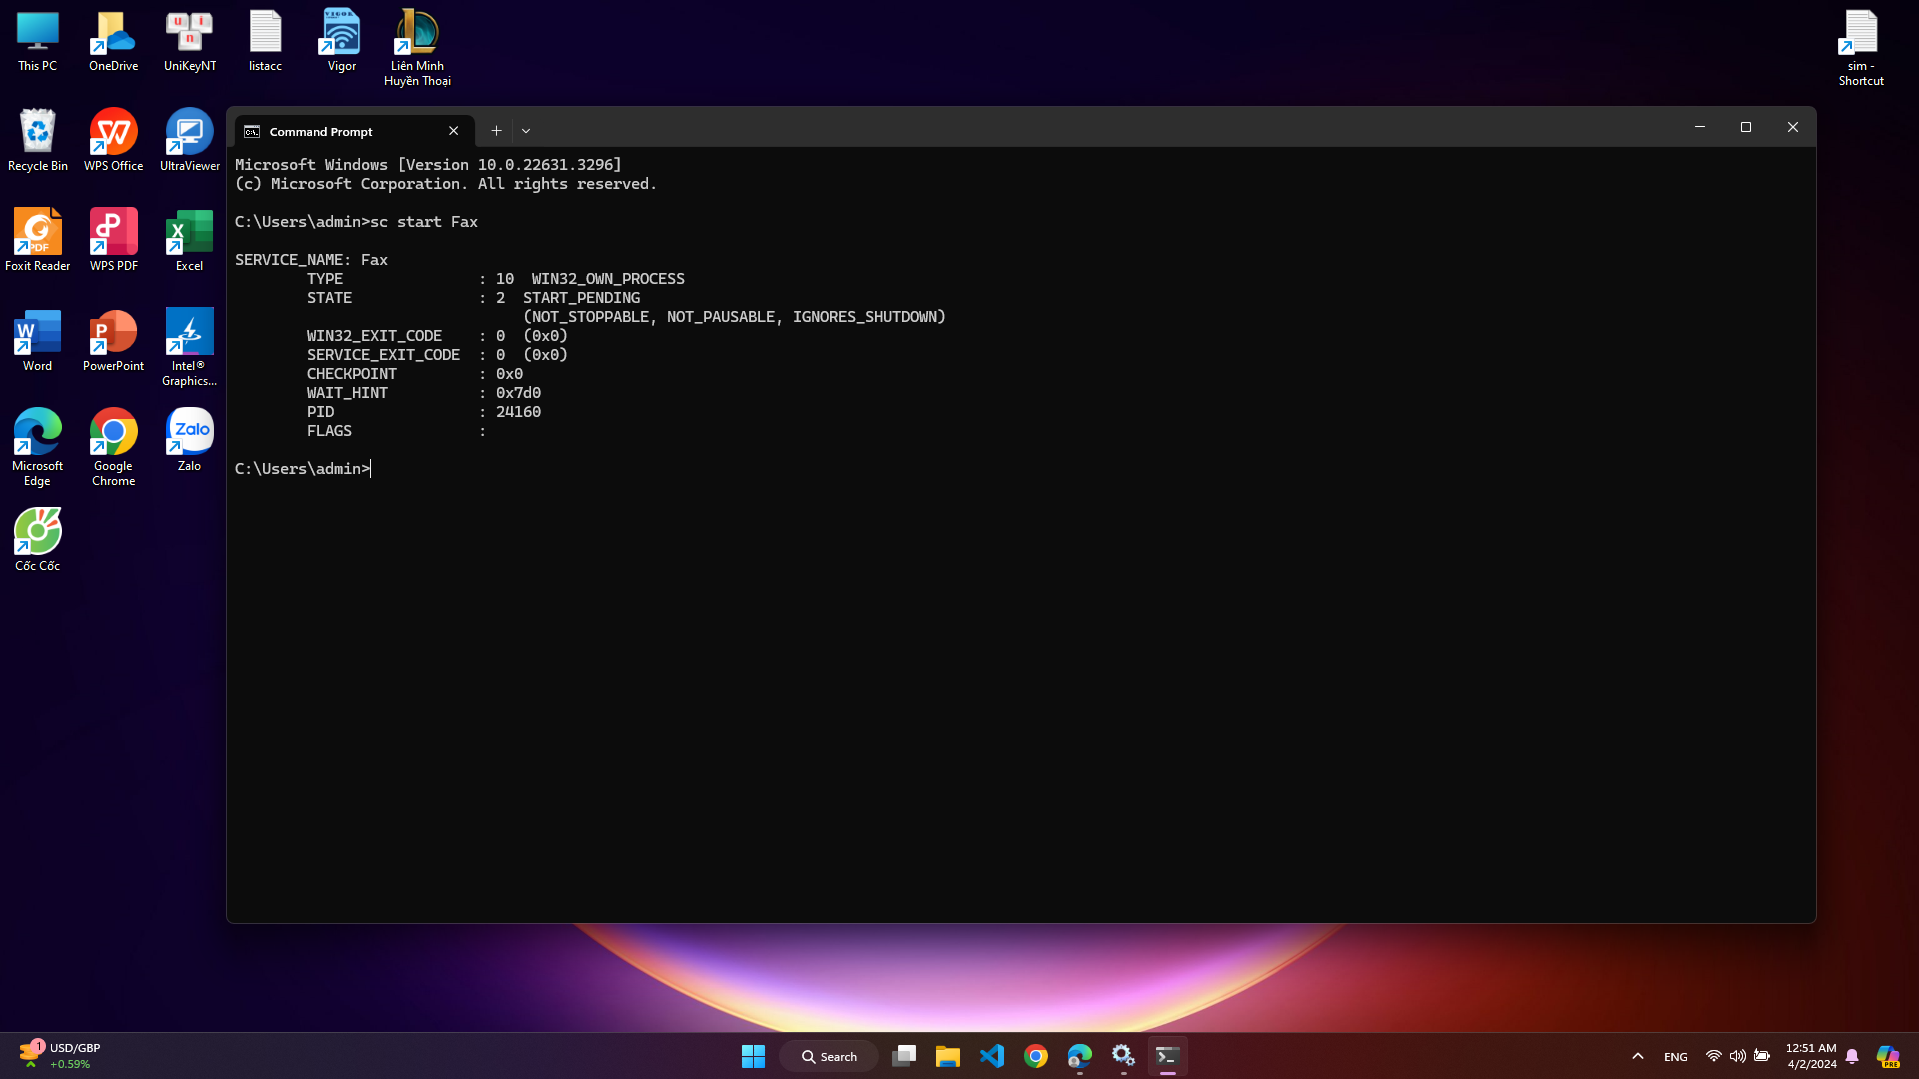 This PC
OneDrive
UniKeyNT
listacc
Vigor
Liên Minh
Huyền Thoại
sim -
Shortcut
Recycle Bin
WPS Office
UltraViewer
Foxit Reader
WPS PDF
Excel
Word
PowerPoint
Intel®
Graphics...
Microsoft
Edge
Google
Chrome
Zalo
Cốc Cốc
Command Prompt
Microsoft Windows [Version 10.0.22631.3296]
(c) Microsoft Corporation. All rights reserved.
C:\Users\admin>sc start Fax
SERVICE_NAME: Fax
TYPE : 10 WIN32_OWN_PROCESS
STATE : 2 START_PENDING
(NOT_STOPPABLE, NOT_PAUSABLE, IGNORES_SHUTDOWN)
WIN32_EXIT_CODE : 0 (0x0)
SERVICE_EXIT_CODE : 0 (0x0)
CHECKPOINT : 0x0
WAIT_HINT : 0x7d0
PID : 24160
FLAGS :
C:\Users\admin>
1
USD/GBP
+0.59%
Search
ENG
12:51 AM
4/2/2024
PRE